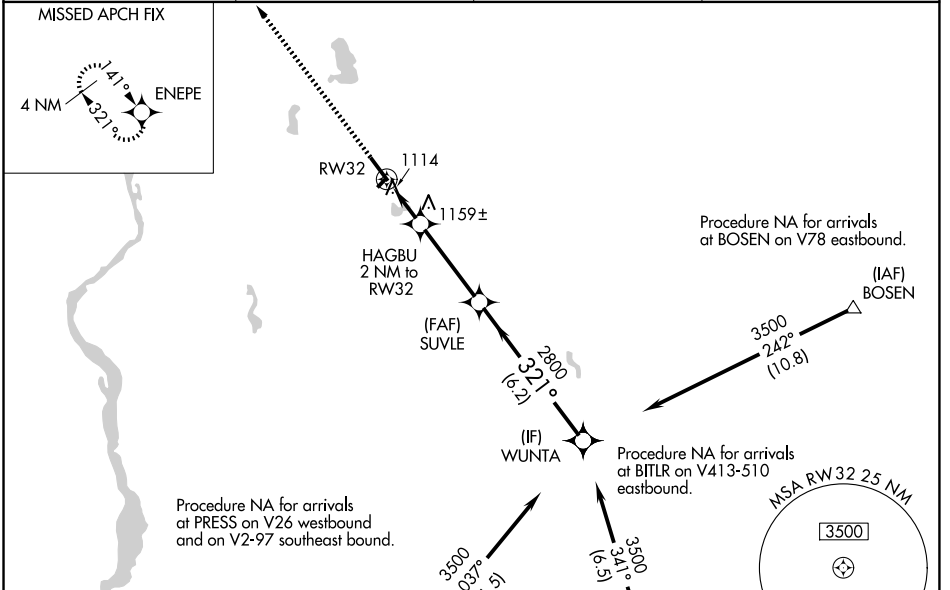 MISSED APCH FIX
4 NM
141°
321°
ENEPE
RW32
1114
1159±
HAGBU
2 NM to
RW32
Procedure NA for arrivals
at BOSEN on V78 eastbound.
(IAF)
BOSEN
3500
242°
(10.8)
(FAF)
SUVLE
2800
321°
(6.2)
(IF)
WUNTA
Procedure NA for arrivals
at BITLR on V413-510
eastbound.
Procedure NA for arrivals
at PRESS on V26 westbound
and on V2-97 southeast bound.
3500
037°
3500
341°
(6.5)
MSA RW32 25 NM
3500